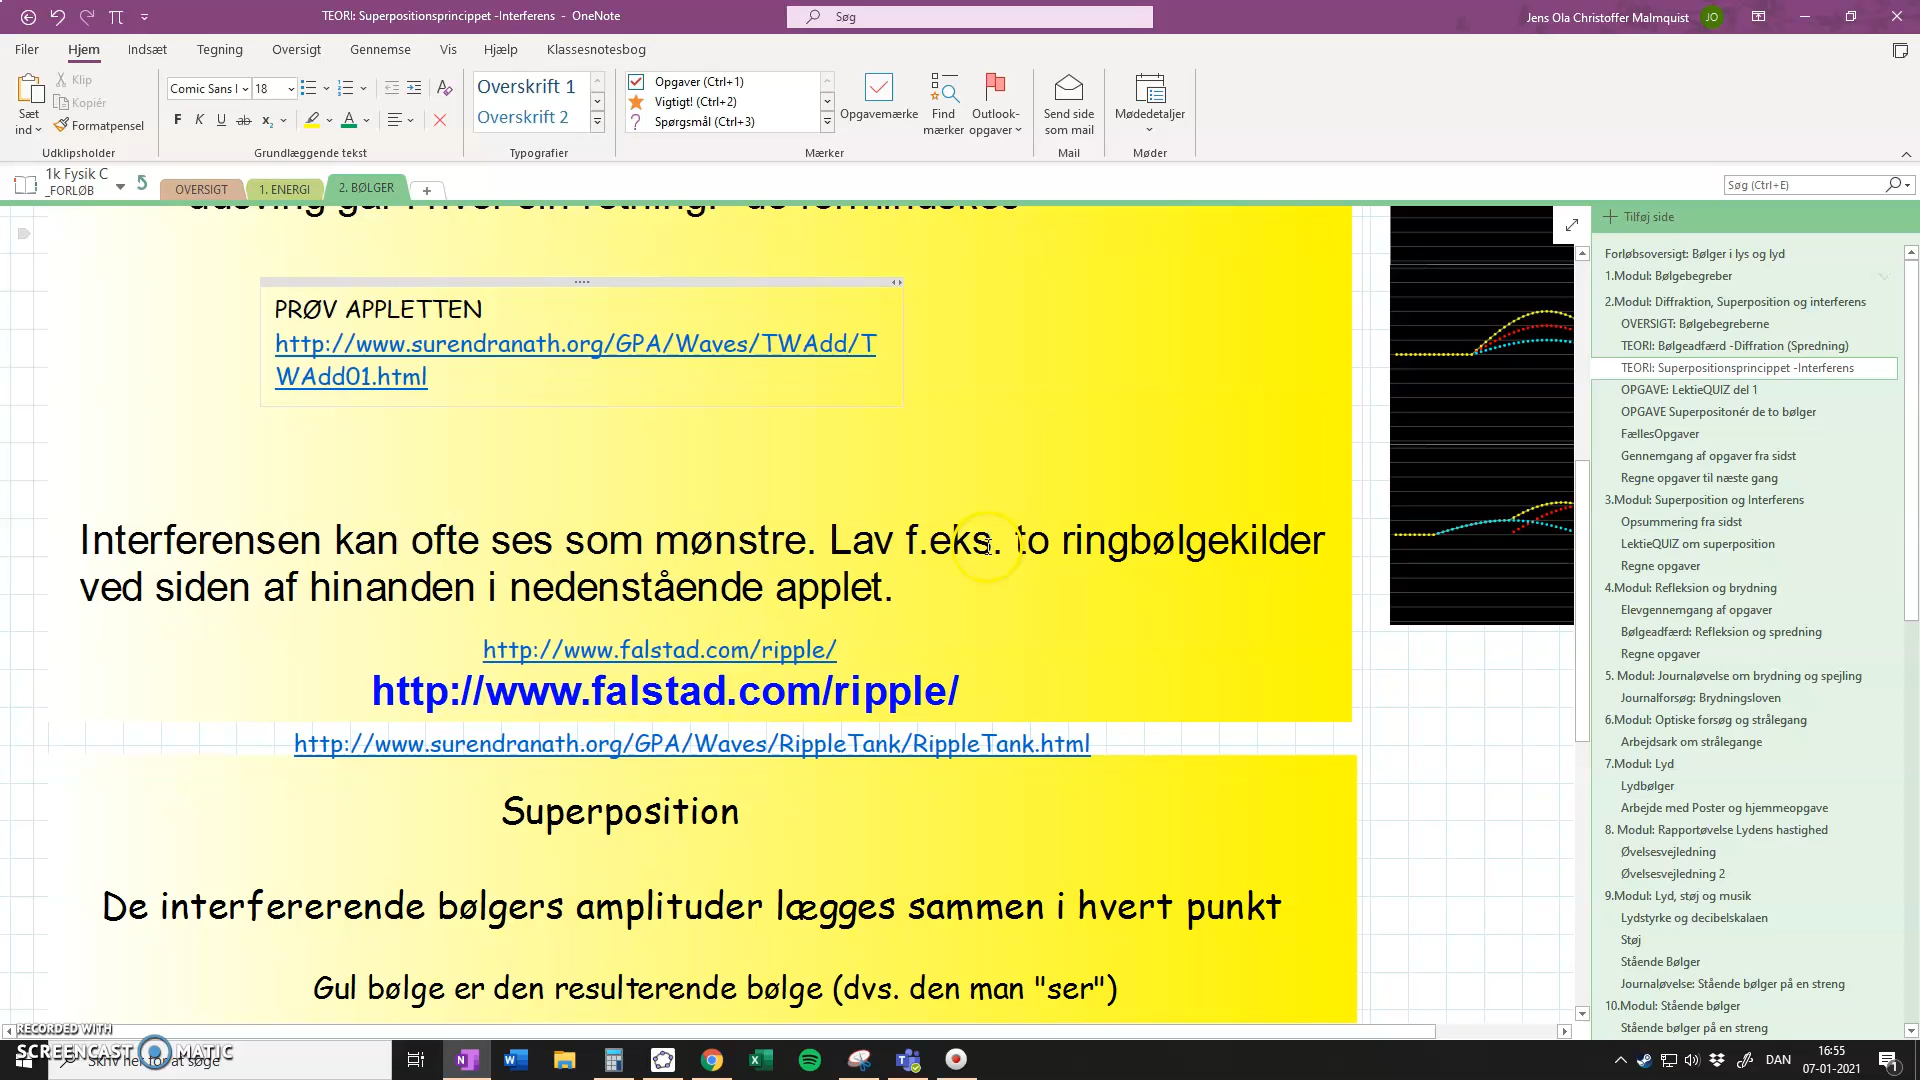 TEORI: Superpositionsprincippet -Interferens - OneNote
Søg
Jens Ola Christoffer Malmquist
JO
Filer
Hjem
Indsæt
Tegning
Oversigt
Gennemse
Vis
Hjælp
Klassesnotesbog
Sæt ind
Klip
Kopiér
Formatpensel
Udklipsholder
Comic Sans
18
F K U ab x₂ A
Grundlæggende tekst
Overskrift 1
Overskrift 2
Typografier
Opgaver (Ctrl+1)
Vigtigt! (Ctrl+2)
Spørgsmål (Ctrl+3)
Opgavemærke
Find mærker
Outlook-opgaver
Mærker
Send side som mail
Mail
Mødedetaljer
Møder
1k Fysik C
_FORLØB
OVERSIGT
1. ENERGI
2. BØLGER
Søg (Ctrl+E)
PRØV APPLETTEN
http://www.surendranath.org/GPA/Waves/TWAdd/T
WAdd01.html
Interferensen kan ofte ses som mønstre. Lav f.eks. to ringbølgekilder
ved siden af hinanden i nedenstående applet.
http://www.falstad.com/ripple/
http://www.falstad.com/ripple/
http://www.surendranath.org/GPA/Waves/RippleTank/RippleTank.html
Superposition
De interfererende bølgers amplituder lægges sammen i hvert punkt
Gul bølge er den resulterende bølge (dvs. den man "ser")
Tilføj side
Forløbsoversigt: Bølger i lys og lyd
1.Modul: Bølgebegreber
2.Modul: Diffraktion, Superposition og interferens
OVERSIGT: Bølgebegreberne
TEORI: Bølgeadfærd -Diffration (Spredning)
TEORI: Superpositionsprincippet -Interferens
OPGAVE: LektieQUIZ del 1
OPGAVE Superpositonér de to bølger
FællesOpgaver
Gennemgang af opgaver fra sidst
Regne opgaver til næste gang
3.Modul: Superposition og Interferens
Opsummering fra sidst
LektieQUIZ om superposition
Regne opgaver
4.Modul: Refleksion og brydning
Elevgennemgang af opgaver
Bølgeadfærd: Refleksion og spredning
Regne opgaver
5. Modul: Journaløvelse om brydning og spejling
Journalforsøg: Brydningsloven
6.Modul: Optiske forsøg og strålegang
Arbejdsark om strålegange
7.Modul: Lyd
Lydbølger
Arbejde med Poster og hjemmeopgave
8. Modul: Rapportøvelse Lydens hastighed
Øvelsesvejledning
Øvelsesvejledning 2
9.Modul: Lyd, støj og musik
Lydstyrke og decibelskalaen
Støj
Stående Bølger
Journaløvelse: Stående bølger på en streng
10.Modul: Stående bølger
Stående bølger på en streng
RECORDED WITH
SCREENCAST MATIC
Skriv her for at søge
DAN
16:55
07-01-2021
1